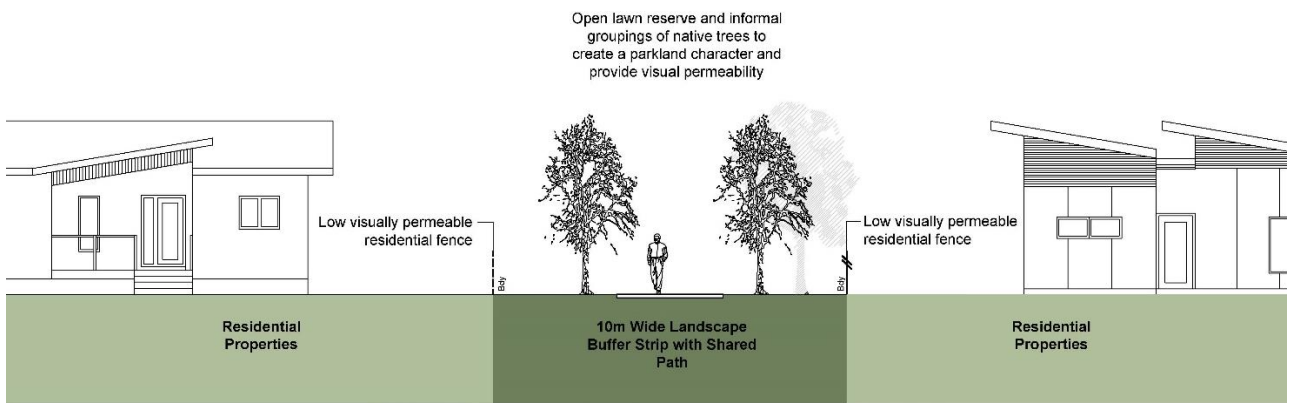 Open lawn reserve and informal
groupings of native trees to
create a parkland character and
provide visual permeability
Low visually permeable
residential fence
Low visually permeable
residential fence
Bdy
Bdy
Residential
Properties
10m Wide Landscape
Buffer Strip with Shared
Path
Residential
Properties